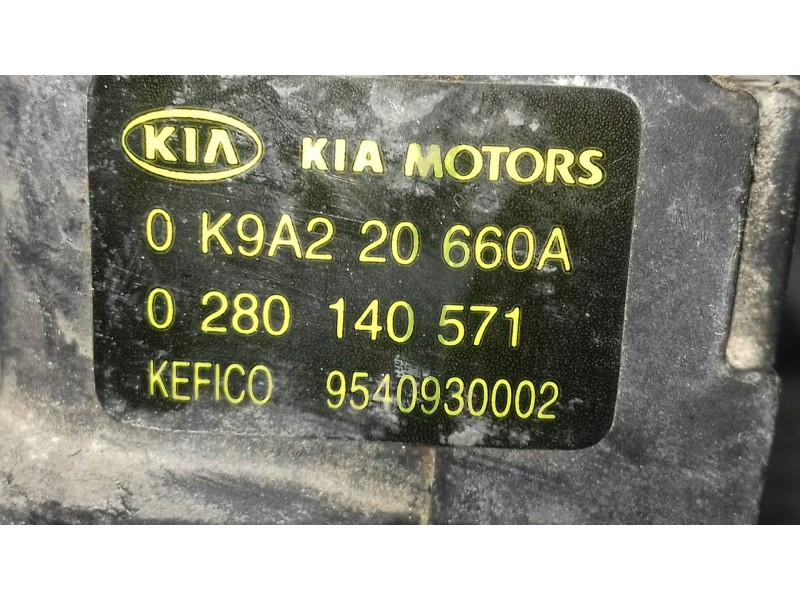 KIA KIA MOTORS
0 K9A2 20 660A
0 280 140 571
KEFICO 9540930002